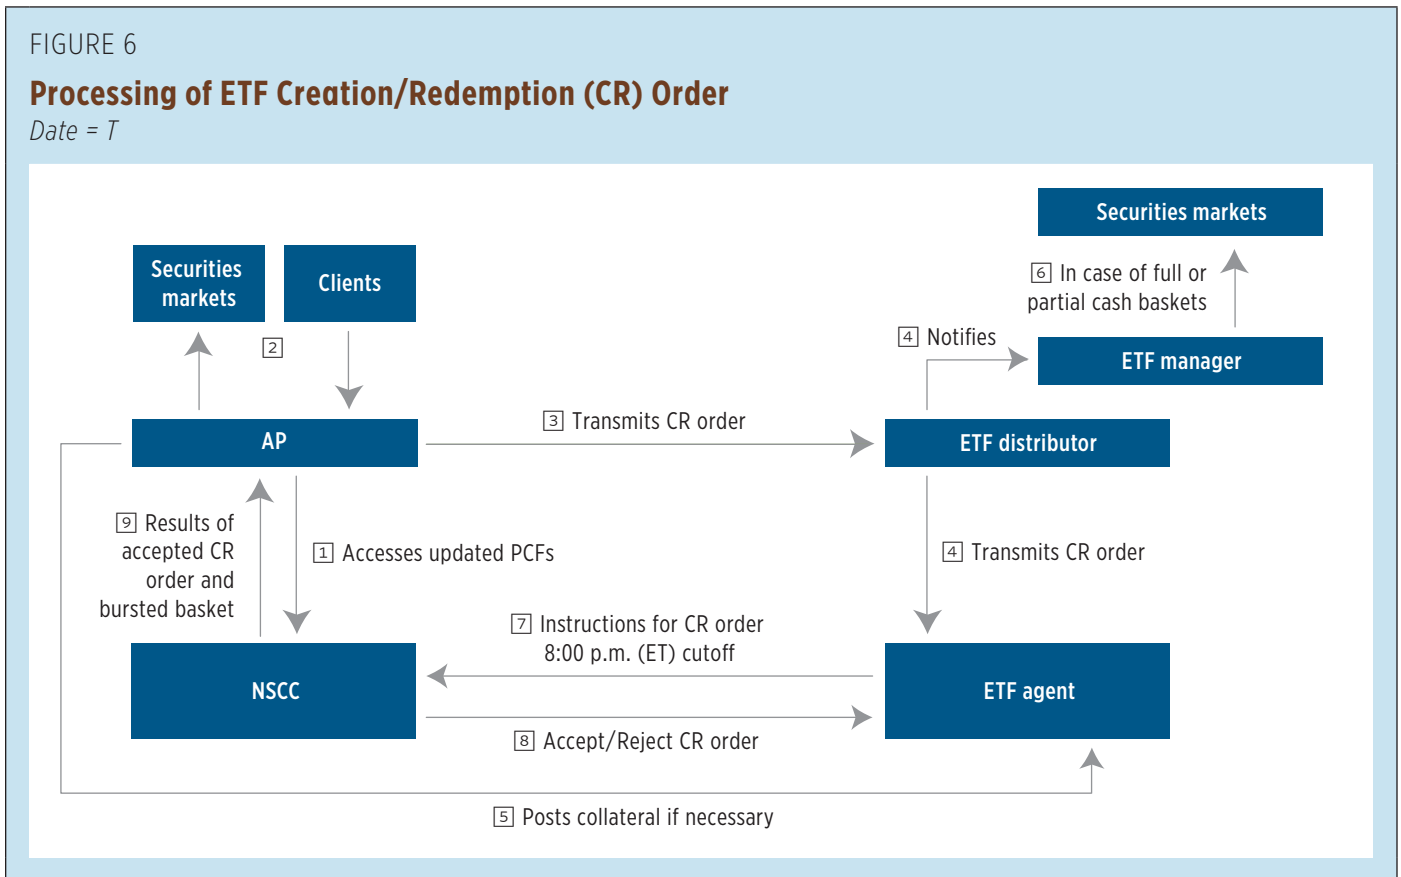 FIGURE 6
Processing of ETF Creation/Redemption (CR) Order
Date = T
Securities markets
6 In case of full or
partial cash baskets
ETF manager
Securities
markets
Clients
2
4 Notifies
AP
3 Transmits CR order
ETF distributor
9 Results of
accepted CR
order and
bursted basket
1 Accesses updated PCFs
4 Transmits CR order
7 Instructions for CR order
8:00 p.m. (ET) cutoff
NSCC
ETF agent
8 Accept/Reject CR order
5 Posts collateral if necessary